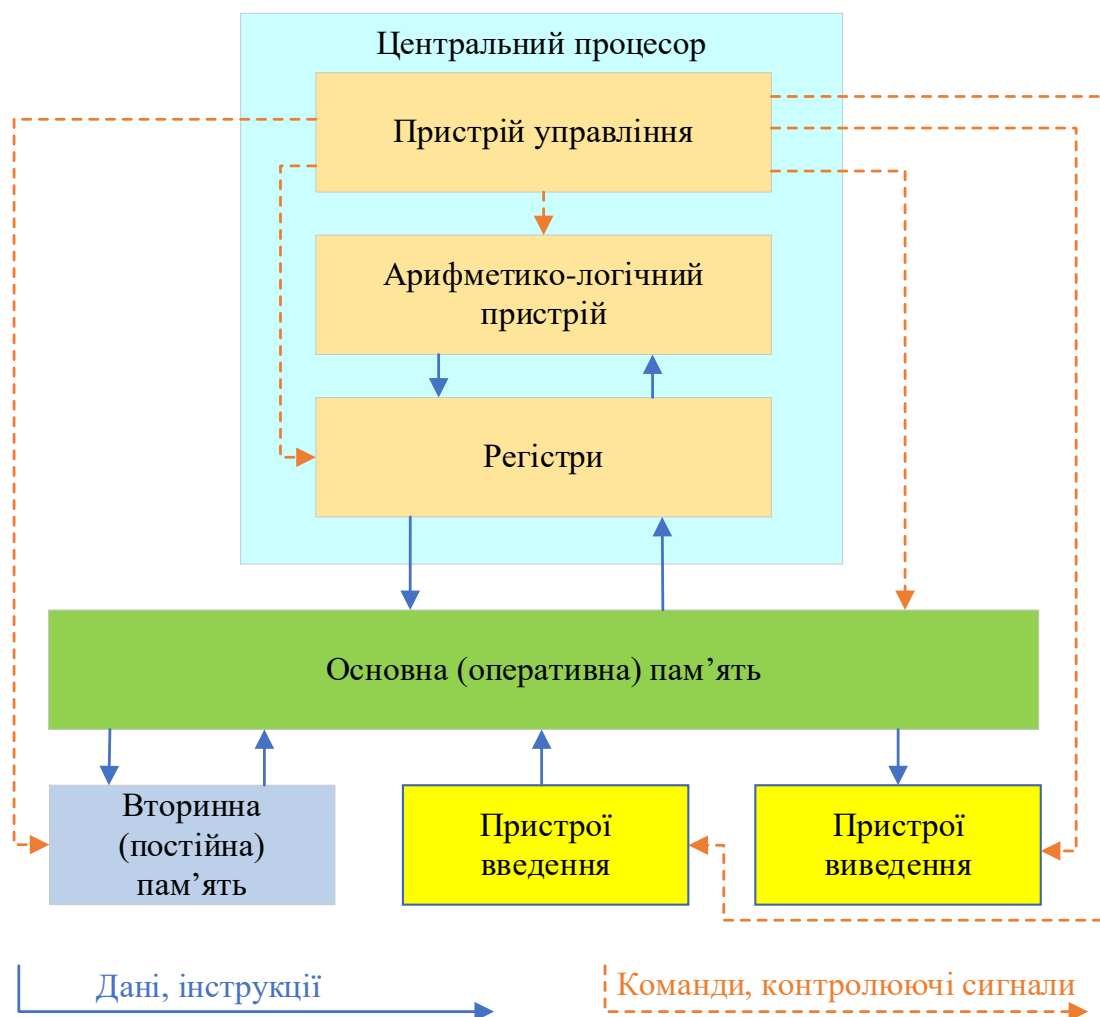 Центральний процесор
Пристрій управління
Арифметико-логічний
пристрій
Регістри
Основна (оперативна) пам’ять
Вторинна
(постійна)
пам’ять
Пристрої
введення
Пристрої
виведення
Дані, інструкції
Команди, контролюючі сигнали